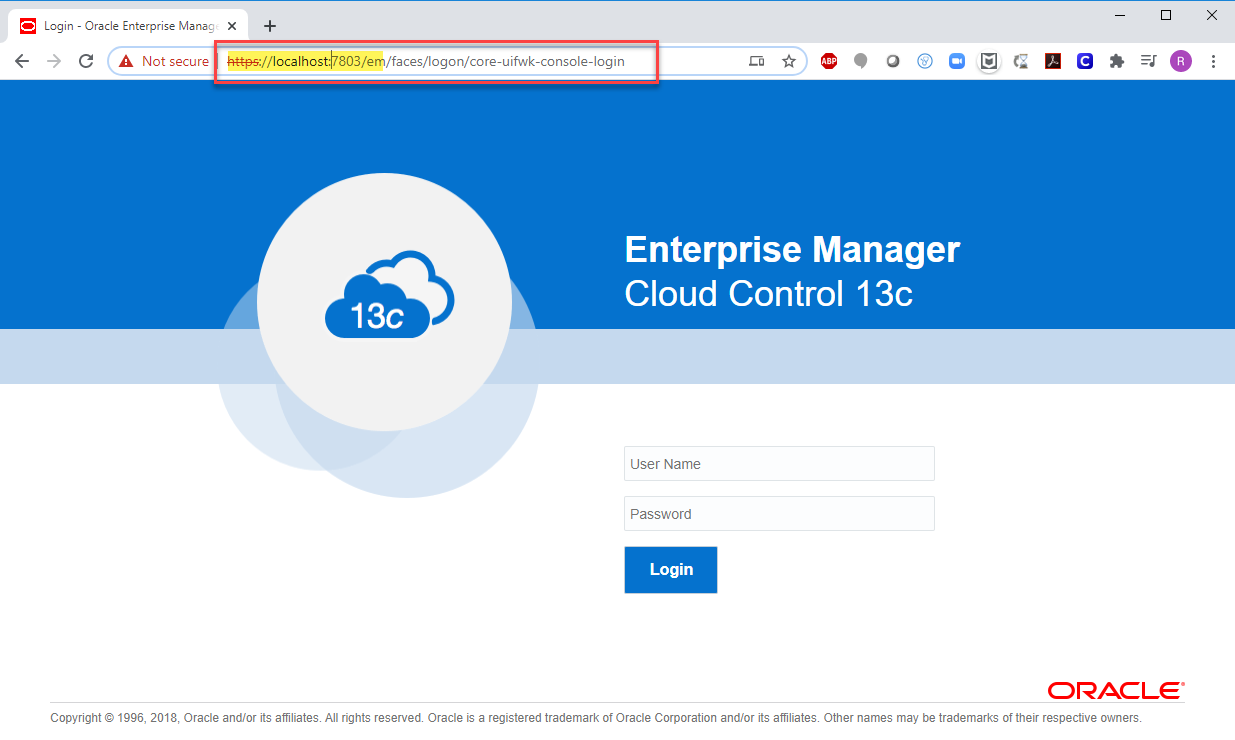 Login - Oracle Enterprise Manag
Not secure
https://localhost:7803/em/faces/logon/core-uifwk-console-login
ABP
C
R
13c
Enterprise Manager
Cloud Control 13c
User Name
Password
Login
ORACLE
Copyright © 1996, 2018, Oracle and/or its affiliates. All rights reserved. Oracle is a registered trademark of Oracle Corporation and/or its affiliates. Other names may be trademarks of their respective owners.